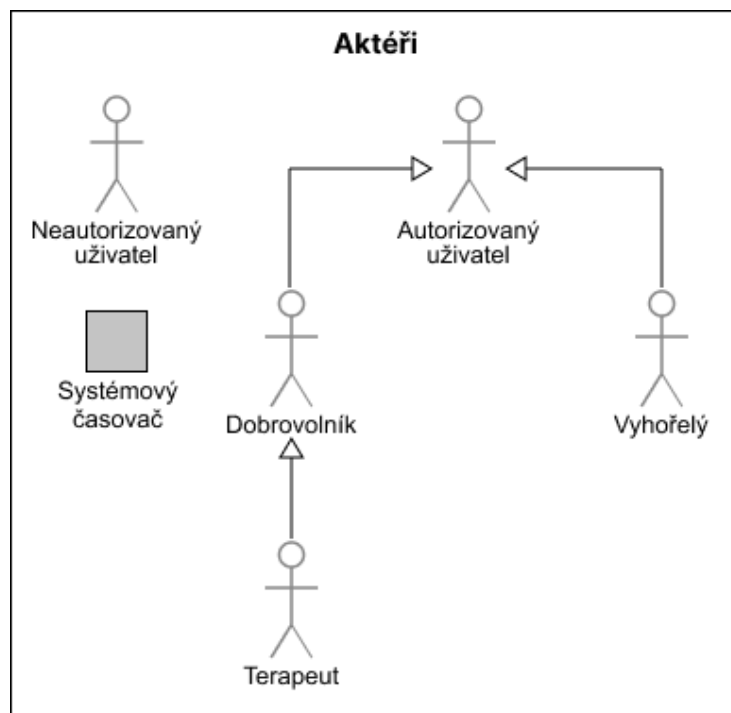 Aktéři
Neautorizovaný
uživatel
Autorizovaný
uživatel
Systémový
časovač
Dobrovolník
Vyhořelý
Terapeut